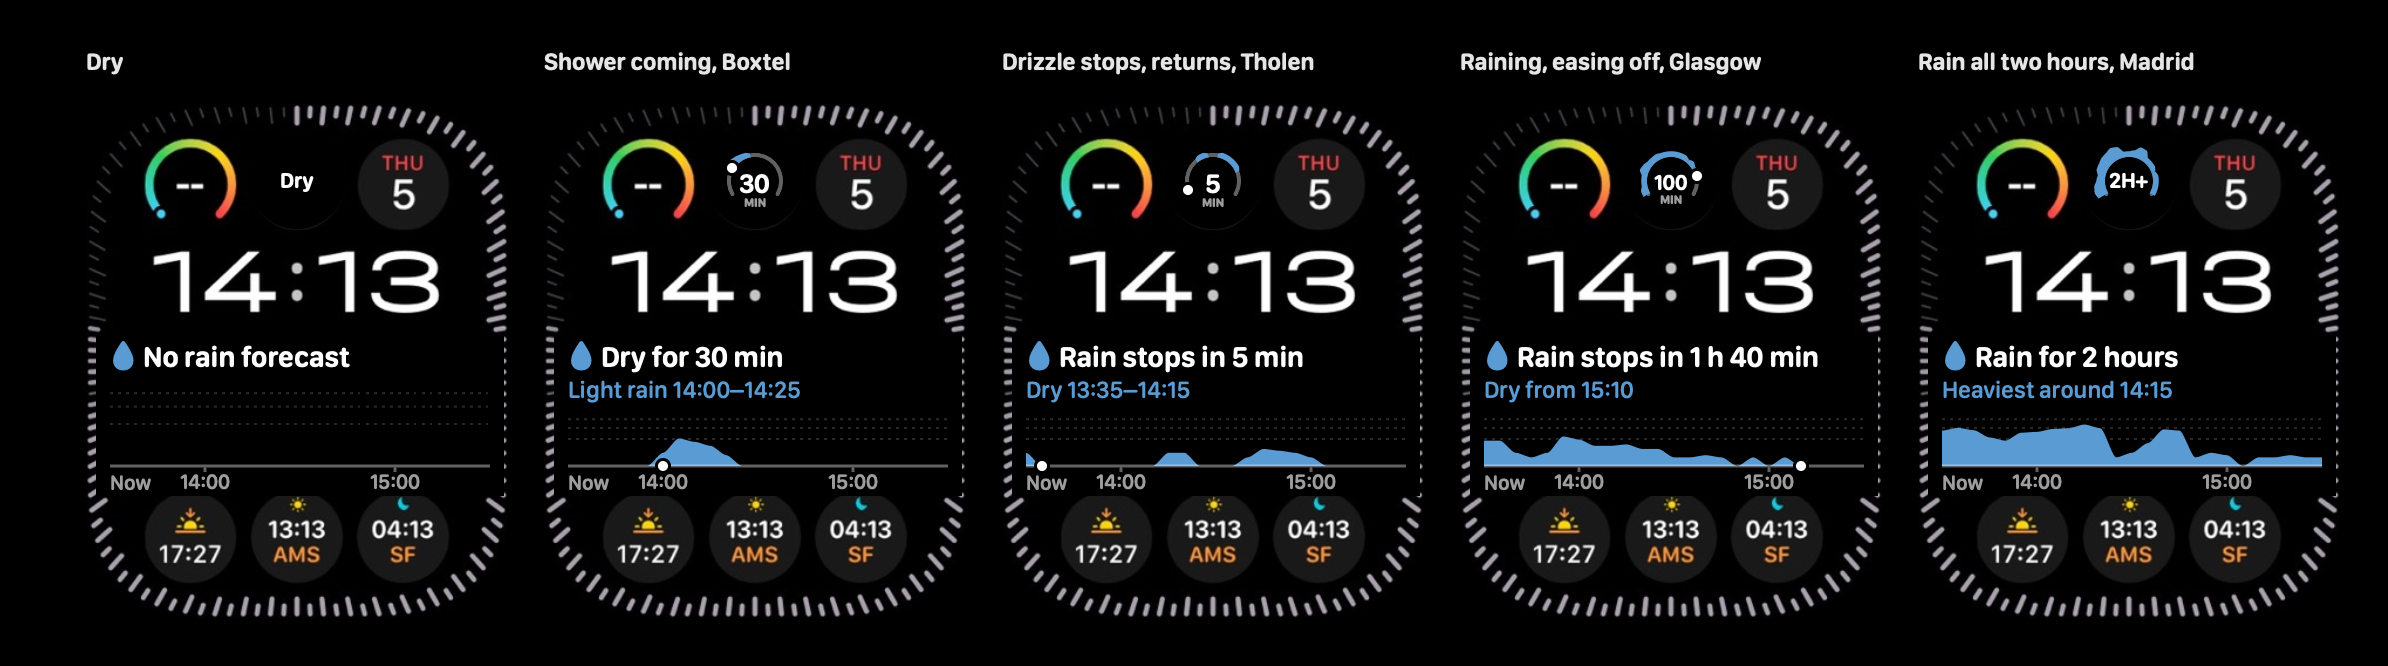 Dry
--
Dry
THU
5
14:13
No rain forecast
Now 14:00 15:00
17:27
13:13
AMS
04:13
SF
Shower coming, Boxtel
--
30
MIN
THU
5
14:13
Dry for 30 min
Light rain 14:00–14:25
Now 14:00 15:00
17:27
13:13
AMS
04:13
SF
Drizzle stops, returns, Tholen
--
5
MIN
THU
5
14:13
Rain stops in 5 min
Dry 13:35–14:15
Now 14:00 15:00
17:27
13:13
AMS
04:13
SF
Raining, easing off, Glasgow
--
100
MIN
THU
5
14:13
Rain stops in 1 h 40 min
Dry from 15:10
Now 14:00 15:00
17:27
13:13
AMS
04:13
SF
Rain all two hours, Madrid
--
2H+
THU
5
14:13
Rain for 2 hours
Heaviest around 14:15
Now 14:00 15:00
17:27
13:13
AMS
04:13
SF